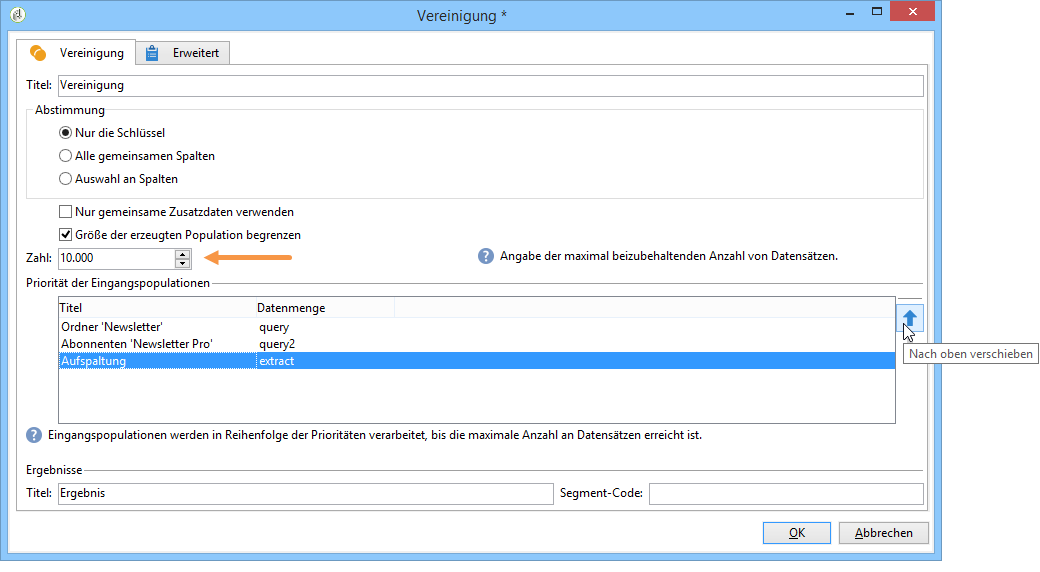 Vereinigung *
Vereinigung Erweitert
Titel: Vereinigung
Abstimmung
Nur die Schlüssel
Alle gemeinsamen Spalten
Auswahl an Spalten
Nur gemeinsame Zusatzdaten verwenden
Größe der erzeugten Population begrenzen
Zahl: 10.000 ? Angabe der maximal beizubehaltenden Anzahl von Datensätzen.
Priorität der Eingangspopulationen
Titel Datenmenge
Ordner 'Newsletter' query
Abonnenten 'Newsletter Pro' query2
Aufspaltung extract
Nach oben verschieben
? Eingangspopulationen werden in Reihenfolge der Prioritäten verarbeitet, bis die maximale Anzahl an Datensätzen erreicht ist.
Ergebnisse
Titel: Ergebnis Segment-Code:
OK Abbrechen